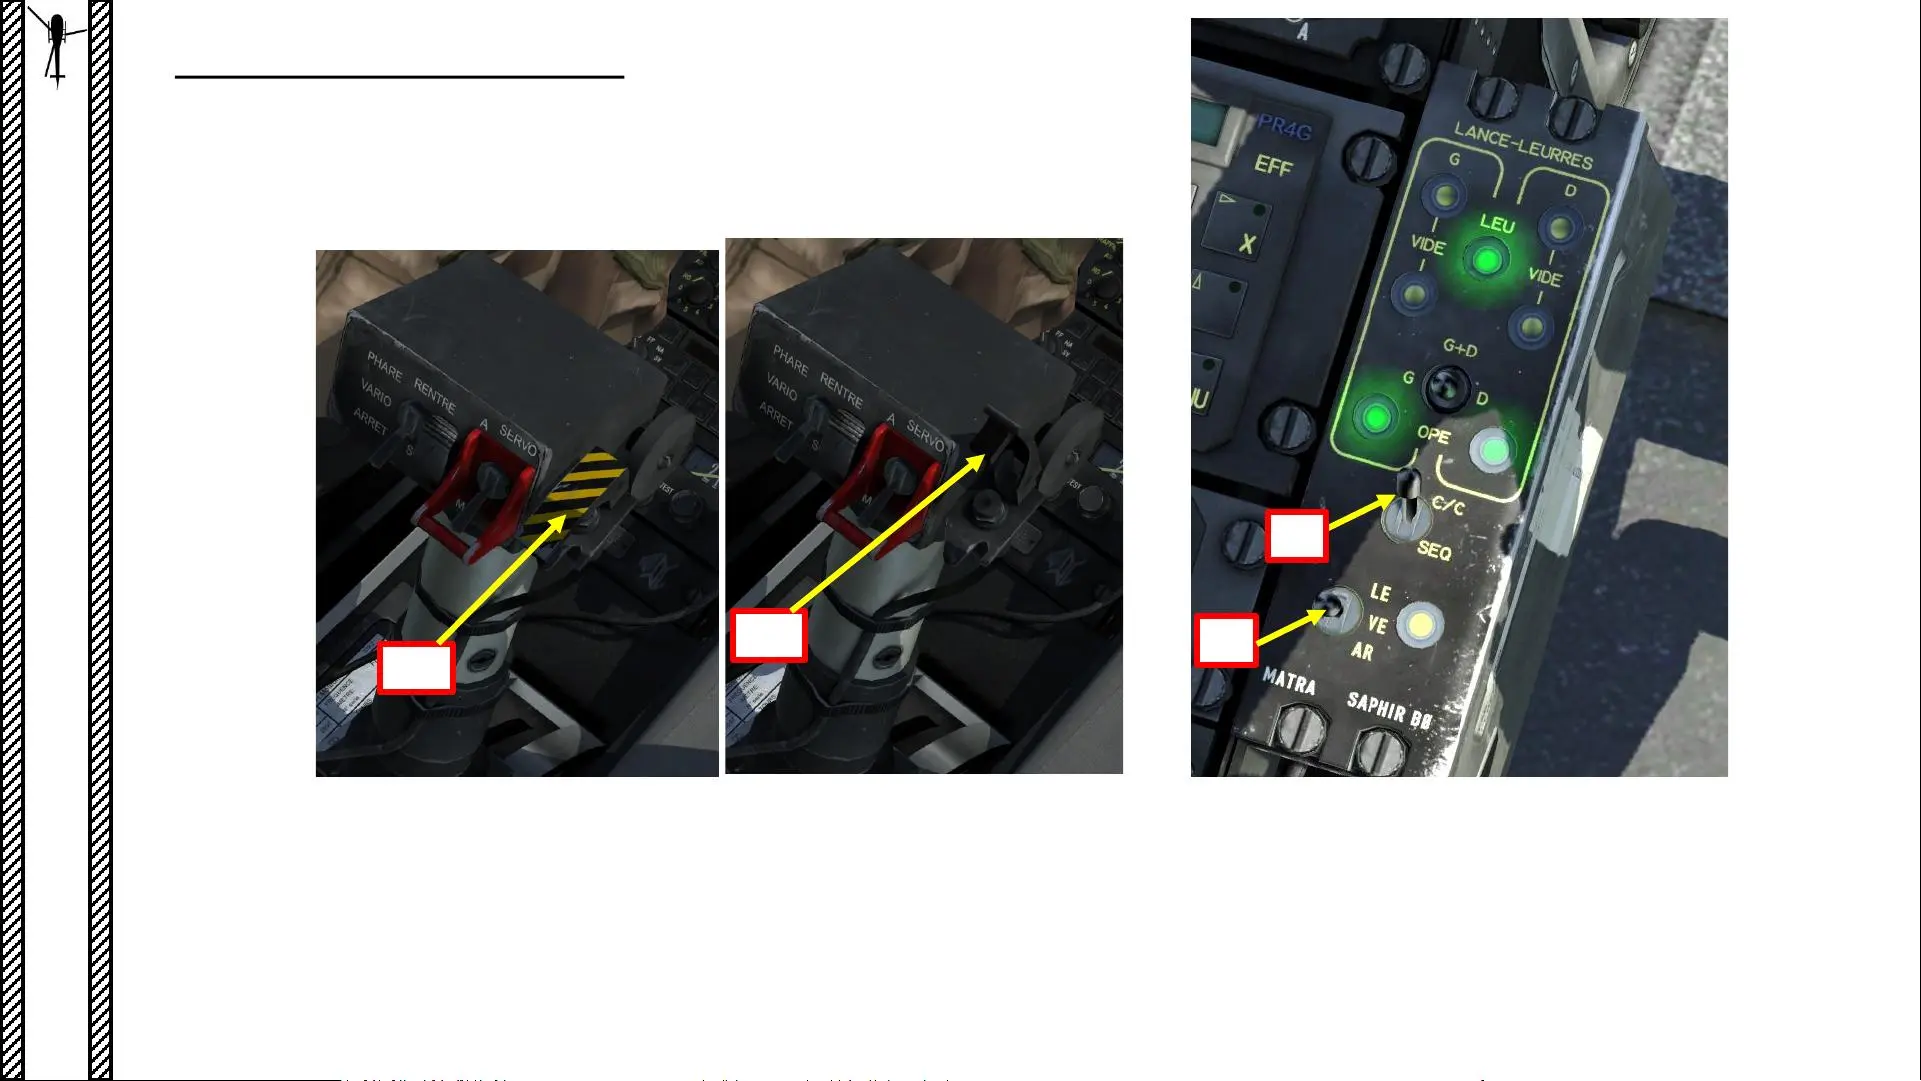 PHARE RENTRE
A SERVO
VARIO
ARRET
S
M
PHARE RENTRE
A SERVO
VARIO
ARRET
S
M
A
PR4G
EFF
X
LANCE-LEURRES
G
D
LEU
VIDE
VIDE
G+D
G
D
OPE
C/C
SEQ
LE
VE
AR
MATRA
SAPHIR BØ